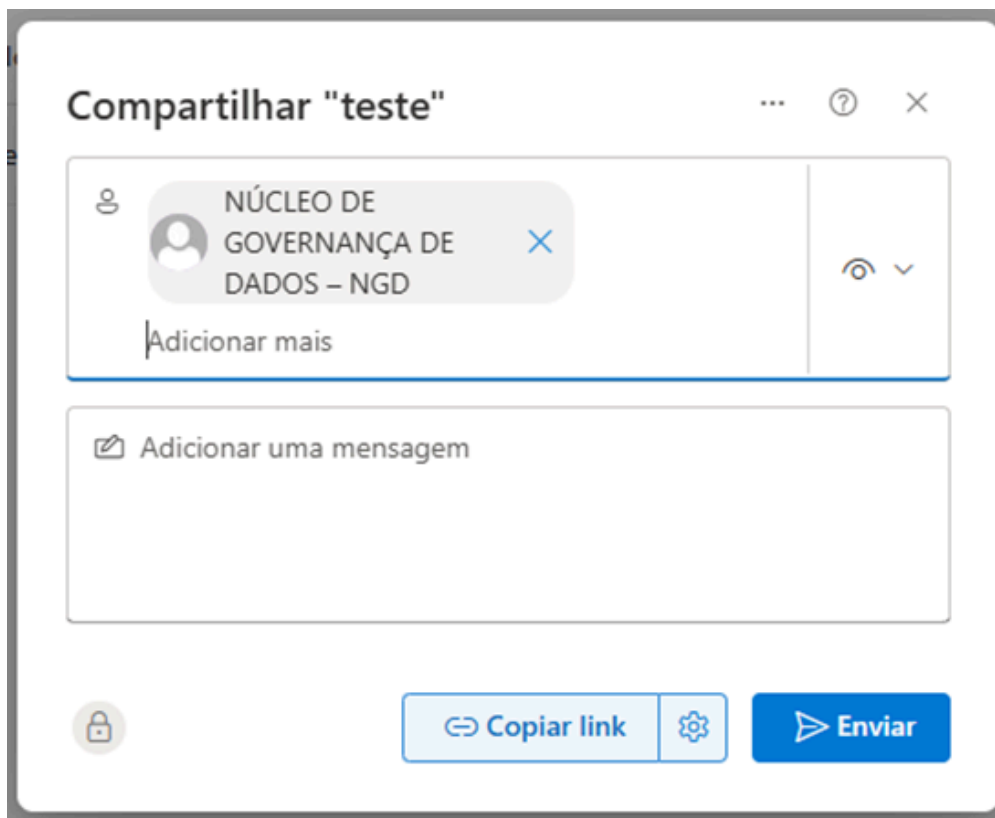 Compartilhar "teste"
NÚCLEO DE
GOVERNANÇA DE
DADOS – NGD
Adicionar mais
Adicionar uma mensagem
Copiar link
Enviar